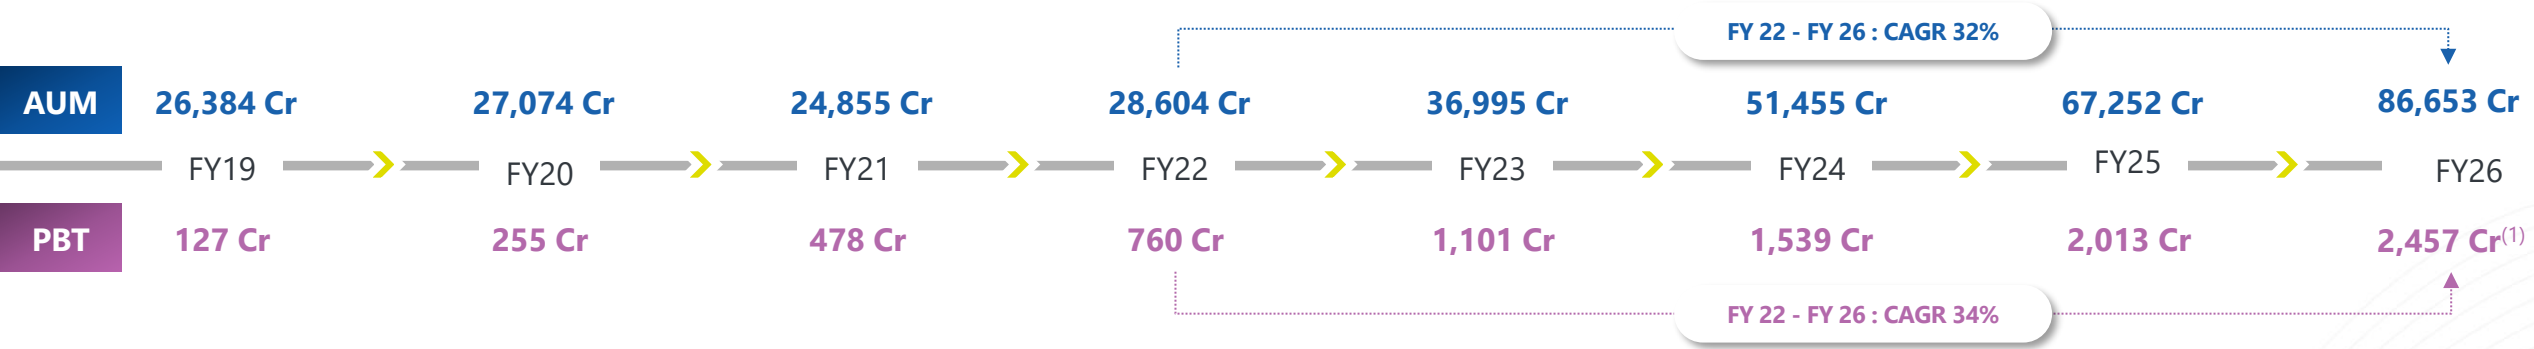 FY 22 - FY 26 : CAGR 32%
AUM 26,384 Cr 27,074 Cr 24,855 Cr 28,604 Cr 36,995 Cr 51,455 Cr 67,252 Cr 86,653 Cr
FY19 FY20 FY21 FY22 FY23 FY24 FY25 FY26
PBT 127 Cr 255 Cr 478 Cr 760 Cr 1,101 Cr 1,539 Cr 2,013 Cr 2,457 Cr(1)
FY 22 - FY 26 : CAGR 34%